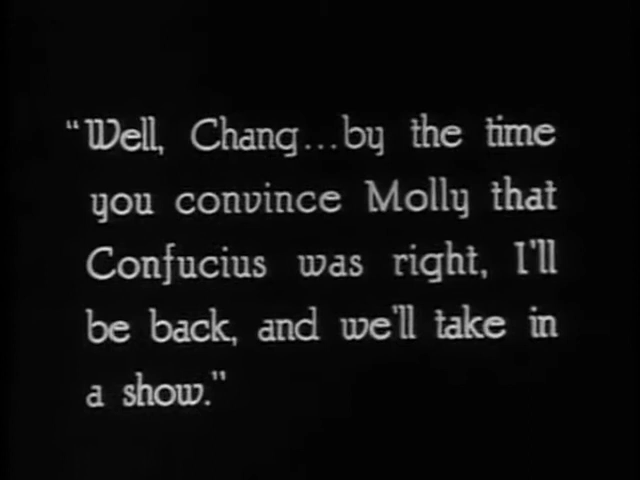 “Well, Chang...by the time
you convince Molly that
Confucius was right, I'll
be back, and we'll take in
a show.”